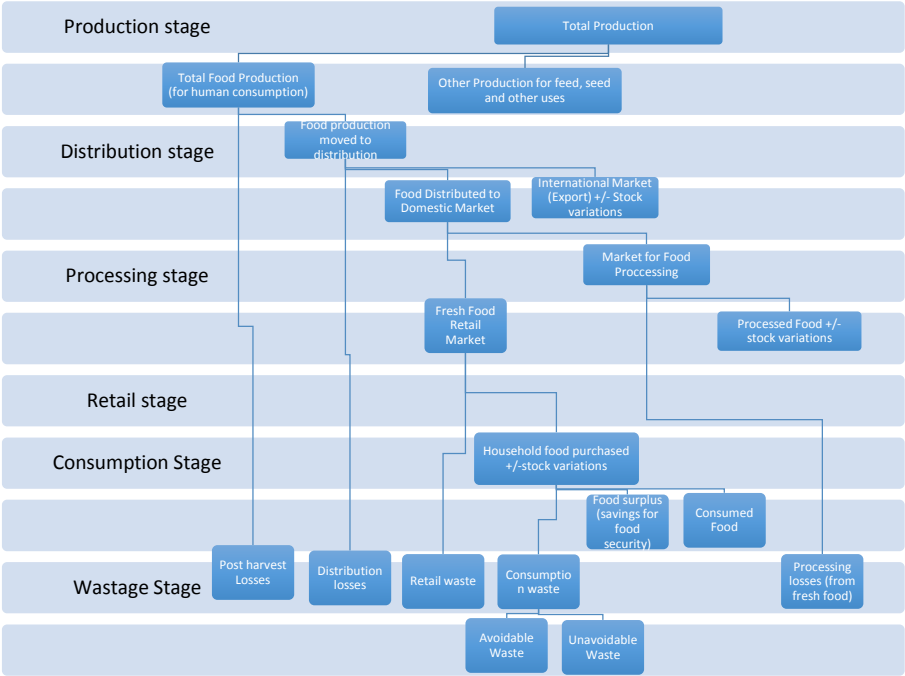 Production stage
Total Production
Total Food Production
(for human consumption)
Other Production for feed, seed
and other uses
Distribution stage
Food production
moved to
distribution
Food Distributed to
Domestic Market
International Market
(Export) +/- Stock
variations
Processing stage
Market for Food
Proccessing
Fresh Food
Retail
Market
Processed Food +/-
stock variations
Retail stage
Consumption Stage
Household food purchased
+/-stock variations
Food surplus
(savings for
food
security)
Consumed
Food
Wastage Stage
Post harvest
Losses
Distribution
losses
Retail waste
Consumptio
n waste
Processing
losses (from
fresh food)
Avoidable
Waste
Unavoidable
Waste